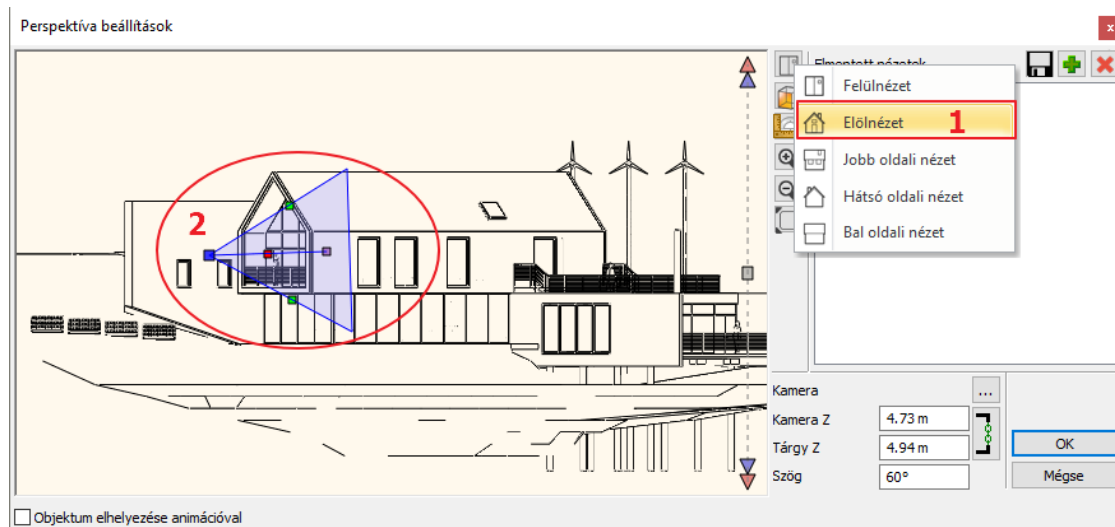 Perspektíva beállítások
x
Elmentett nézetek
Felülnézet
Elölnézet 1
Jobb oldali nézet
Hátsó oldali nézet
Bal oldali nézet
2
Kamera ...
Kamera Z 4.73 m
Tárgy Z 4.94 m
Szög 60°
OK
Mégse
Objektum elhelyezése animációval